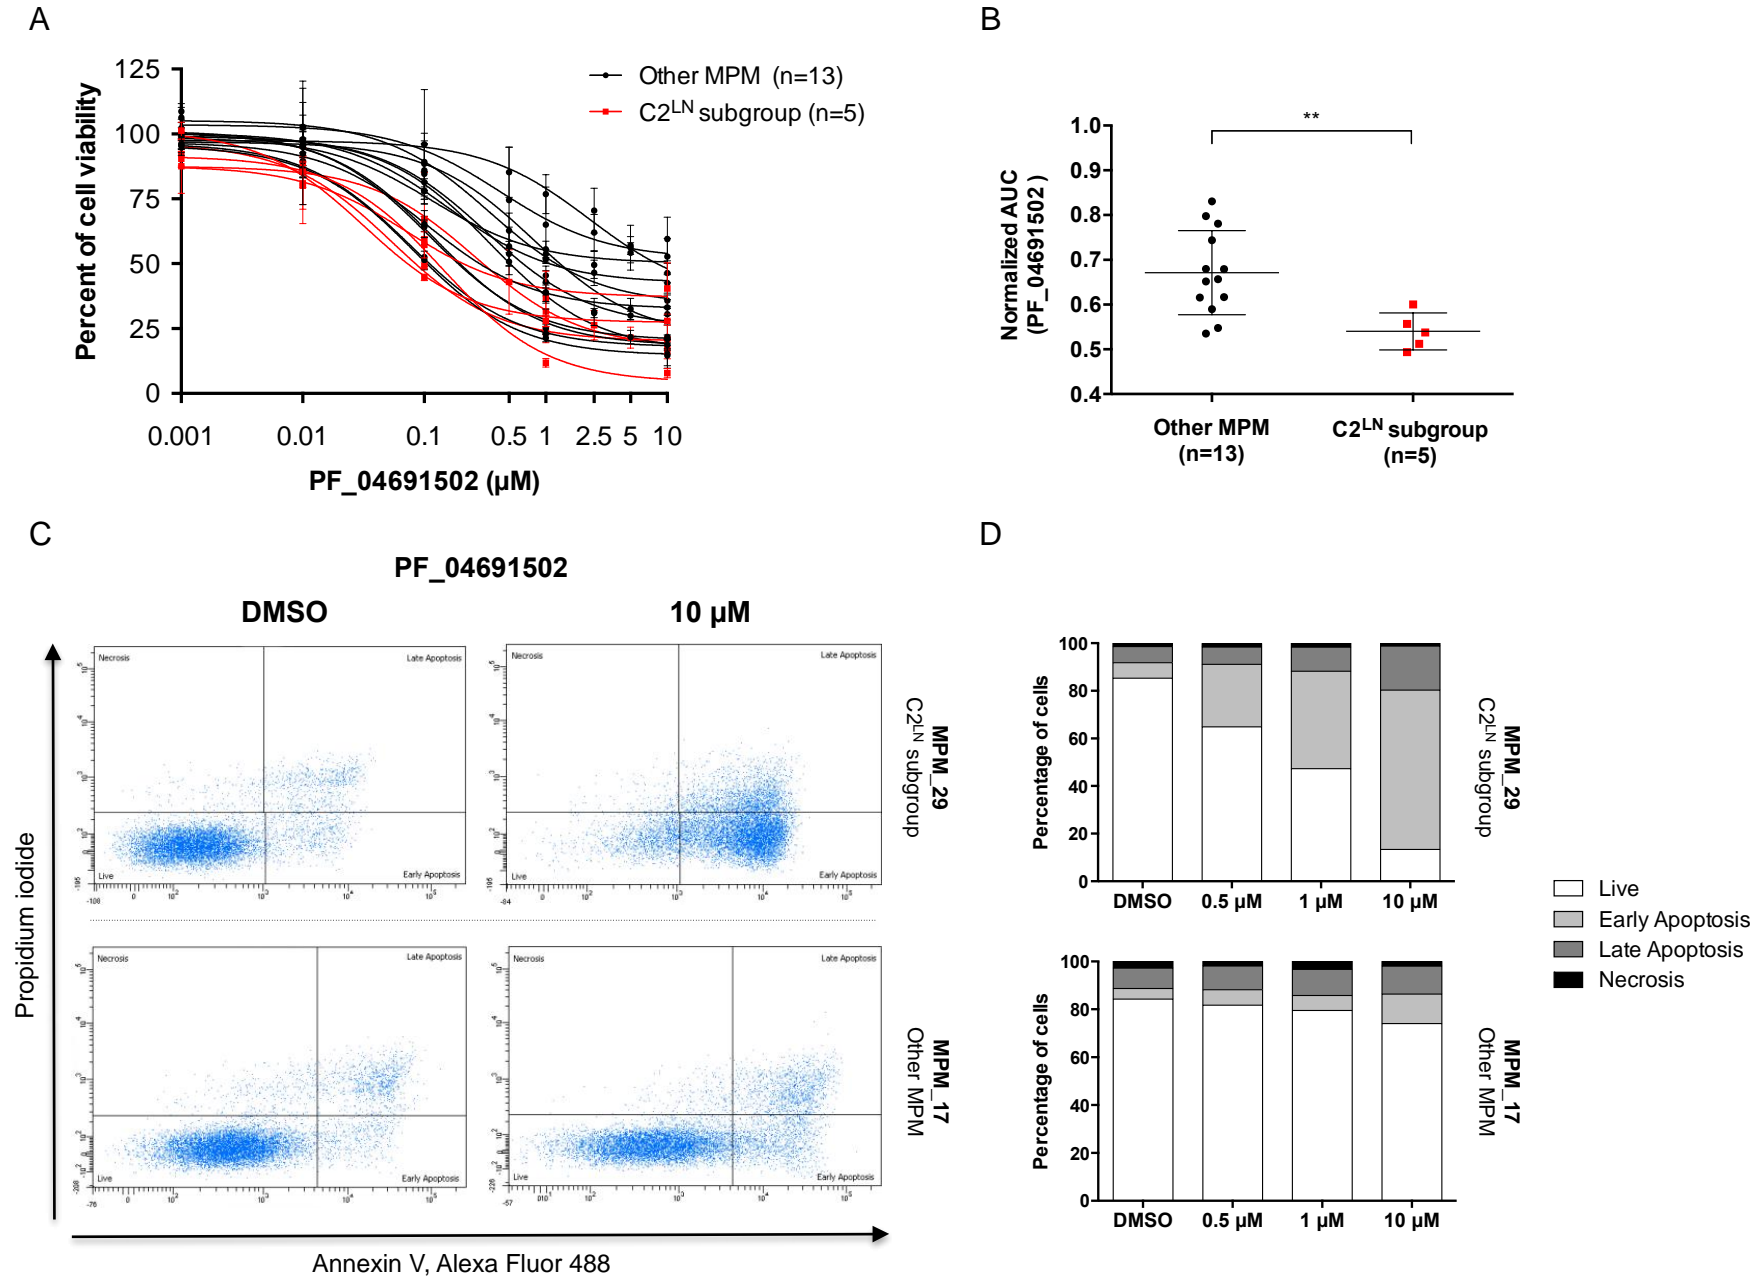 A
125
100
75
50
25
0
Percent of cell viability
0.001 0.01 0.1 0.5 1 2.5 5 10
PF_04691502 (µM)
Other MPM (n=13)
C2LN subgroup (n=5)
B
**
1.0
0.9
0.8
0.7
0.6
0.5
0.4
Normalized AUC
(PF_04691502)
Other MPM
(n=13)
C2LN subgroup
(n=5)
C
PF_04691502
DMSO
10 µM
Necrosis Late Apoptosis
Live Early Apoptosis
Necrosis Late Apoptosis
Live Early Apoptosis
MPM_29
C2LN subgroup
Necrosis Late Apoptosis
Live Early Apoptosis
Necrosis Late Apoptosis
Live Early Apoptosis
MPM_17
Other MPM
Propidium iodide
Annexin V, Alexa Fluor 488
D
100
80
60
40
20
0
Percentage of cells
DMSO 0.5 µM 1 µM 10 µM
MPM_29
C2LN subgroup
100
80
60
40
20
0
Percentage of cells
DMSO 0.5 µM 1 µM 10 µM
MPM_17
Other MPM
Live
Early Apoptosis
Late Apoptosis
Necrosis